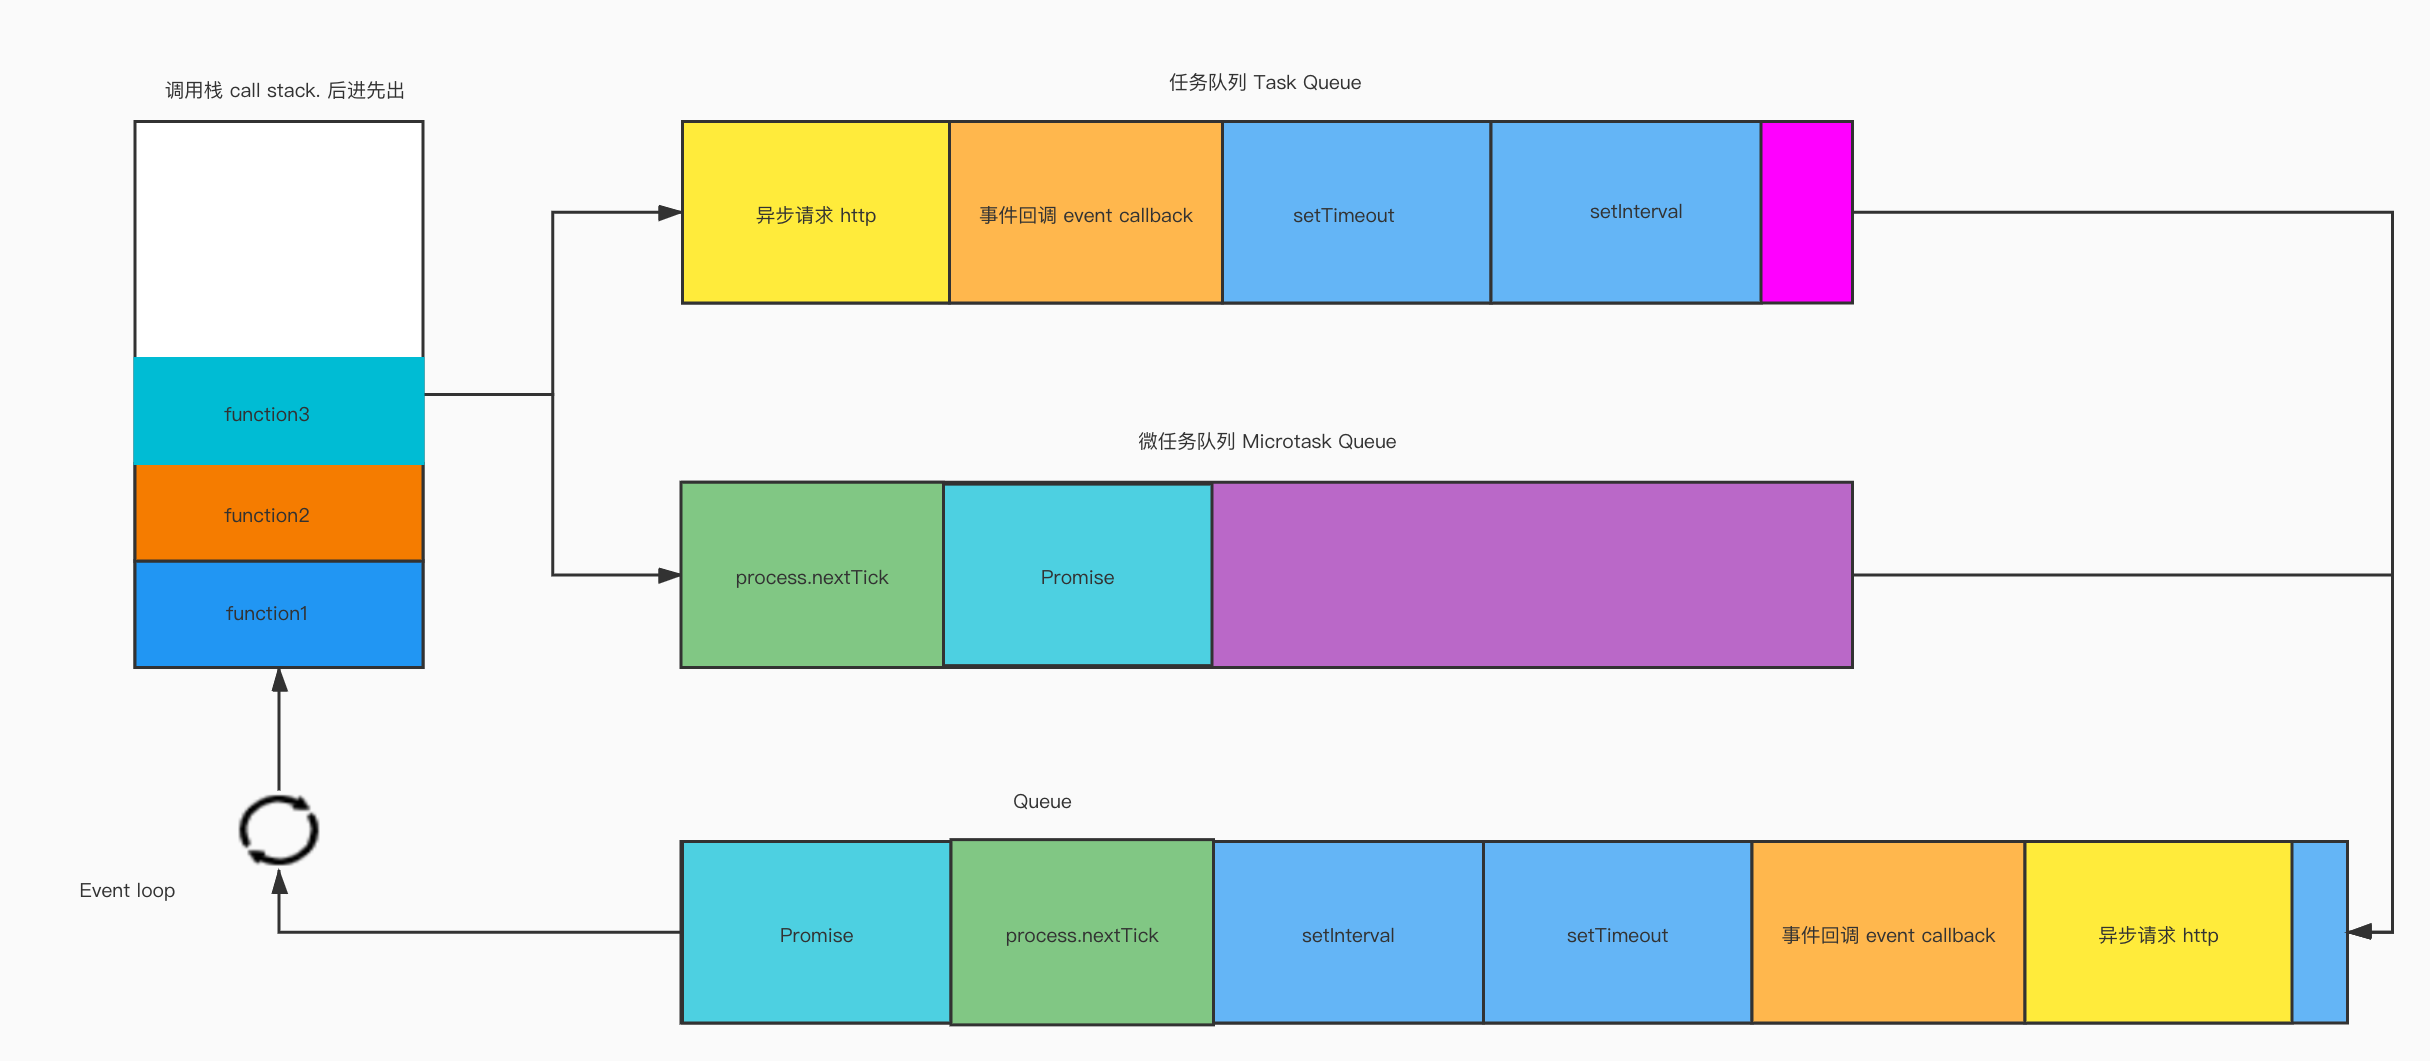 调用栈 call stack. 后进先出
任务队列 Task Queue
异步请求 http
事件回调 event callback
setTimeout
setInterval
function3
function2
function1
微任务队列 Microtask Queue
process.nextTick
Promise
Event loop
Queue
Promise
process.nextTick
setInterval
setTimeout
事件回调 event callback
异步请求 http